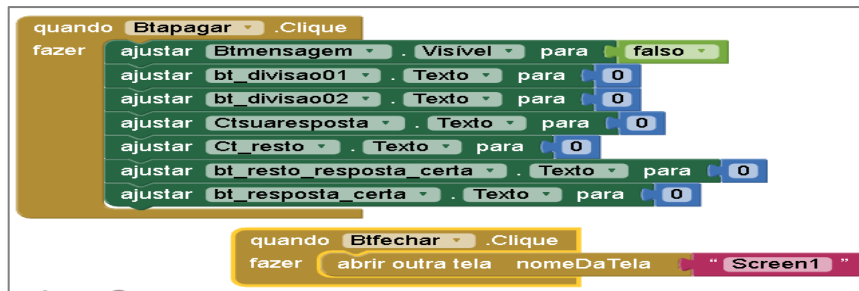 quando Btapagar .Clique
fazer ajustar Btmensagem . Visível para falso
ajustar bt_divisao01 . Texto para 0
ajustar bt_divisao02 . Texto para 0
ajustar Ctsuaresposta . Texto para 0
ajustar Ct_resto . Texto para 0
ajustar bt_resto_resposta_certa . Texto para 0
ajustar bt_resposta_certa . Texto para 0
quando Btfechar .Clique
fazer abrir outra tela nomeDaTela " Screen1 "